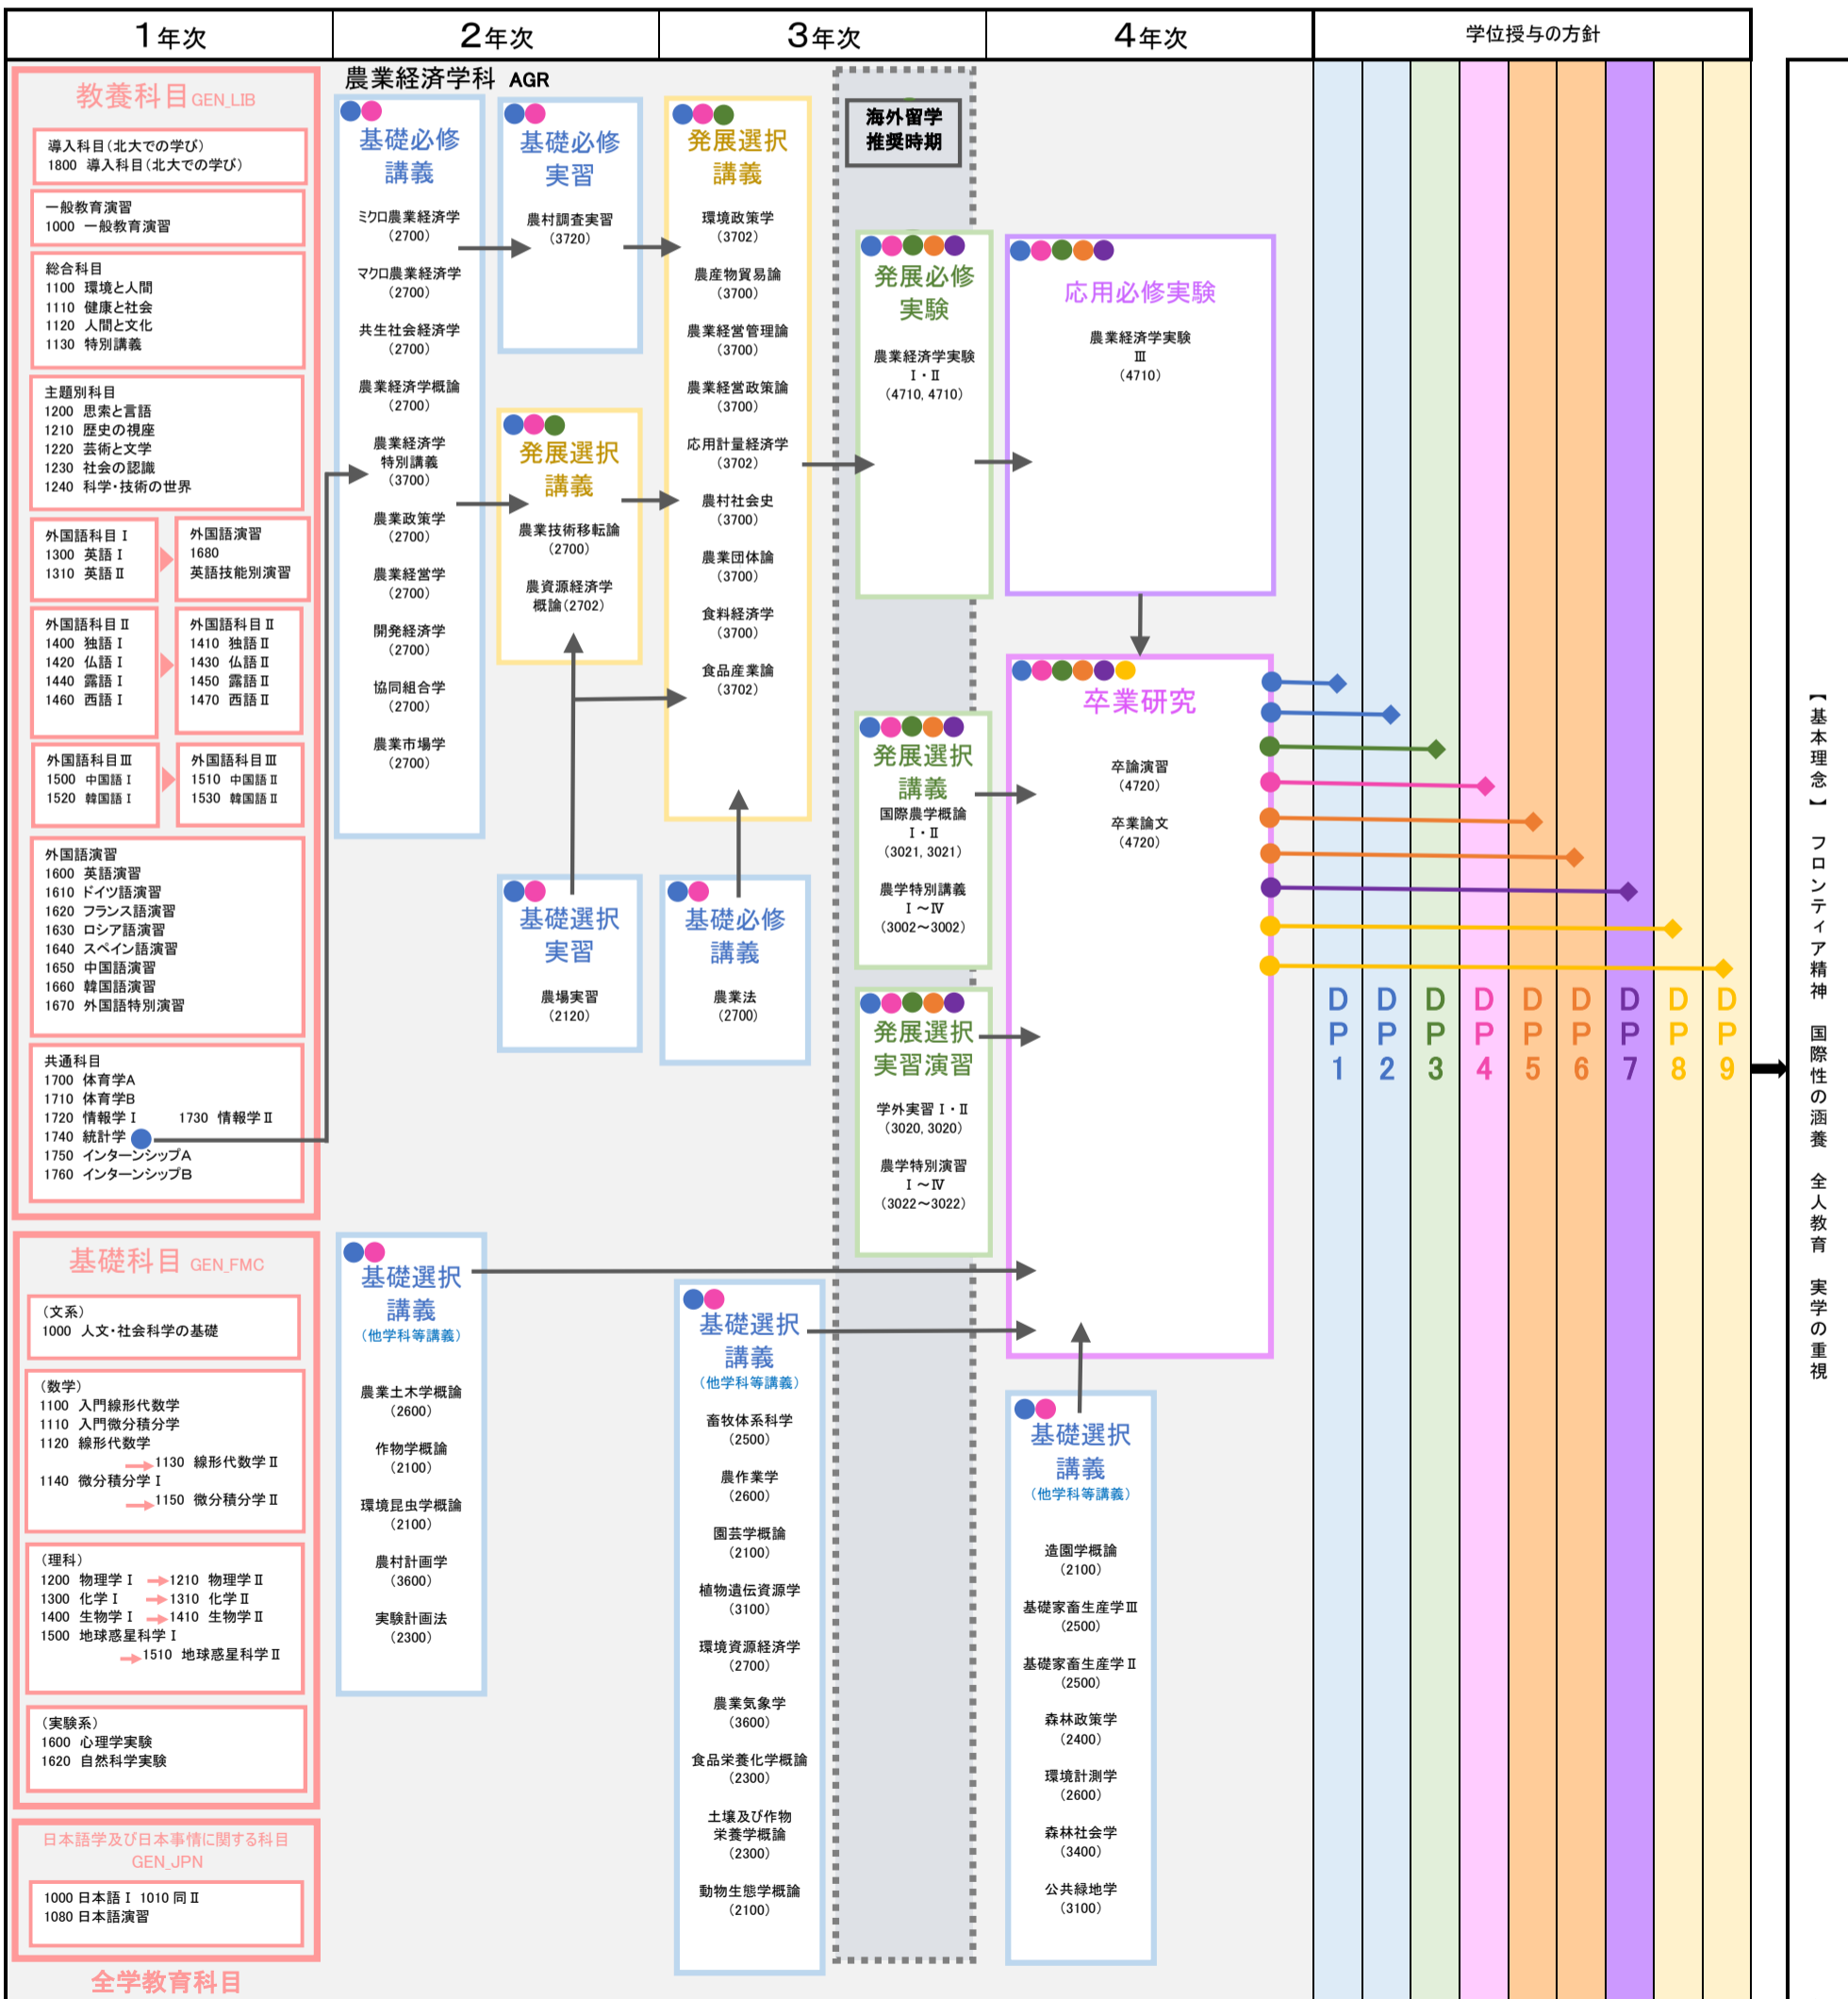 1年次
2年次
3年次
4年次
学位授与の方針
教養科目 GEN_LIB
導入科目(北大での学び)
1800 導入科目(北大での学び)
一般教育演習
1000 一般教育演習
総合科目
1100 環境と人間
1110 健康と社会
1120 人間と文化
1130 特別講義
主題別科目
1200 思索と言語
1210 歴史の視座
1220 芸術と文学
1230 社会の認識
1240 科学・技術の世界
外国語科目Ⅰ
1300 英語Ⅰ
1310 英語Ⅱ
外国語演習
1680
英語技能別演習
外国語科目Ⅱ
1400 独語Ⅰ
1420 仏語Ⅰ
1440 露語Ⅰ
1460 西語Ⅰ
外国語科目Ⅱ
1410 独語Ⅱ
1430 仏語Ⅱ
1450 露語Ⅱ
1470 西語Ⅱ
外国語科目Ⅲ
1500 中国語Ⅰ
1520 韓国語Ⅰ
外国語科目Ⅲ
1510 中国語Ⅱ
1530 韓国語Ⅱ
外国語演習
1600 英語演習
1610 ドイツ語演習
1620 フランス語演習
1630 ロシア語演習
1640 スペイン語演習
1650 中国語演習
1660 韓国語演習
1670 外国語特別演習
共通科目
1700 体育学A
1710 体育学B
1720 情報学Ⅰ 1730 情報学Ⅱ
1740 統計学
1750 インターンシップA
1760 インターンシップB
基礎科目 GEN_FMC
(文系)
1000 人文・社会科学の基礎
(数学)
1100 入門線形代数学
1110 入門微分積分学
1120 線形代数学
1130 線形代数学Ⅱ
1140 微分積分学Ⅰ
1150 微分積分学Ⅱ
(理科)
1200 物理学Ⅰ 1210 物理学Ⅱ
1300 化学Ⅰ 1310 化学Ⅱ
1400 生物学Ⅰ 1410 生物学Ⅱ
1500 地球惑星科学Ⅰ
1510 地球惑星科学Ⅱ
(実験系)
1600 心理学実験
1620 自然科学実験
日本語学及び日本事情に関する科目
GEN_JPN
1000 日本語Ⅰ 1010 同Ⅱ
1080 日本語演習
全学教育科目
農業経済学科 AGR
基礎必修
講義
ミクロ農業経済学
(2700)
マクロ農業経済学
(2700)
共生社会経済学
(2700)
農業経済学概論
(2700)
農業経済学
特別講義
(3700)
農業政策学
(2700)
農業経営学
(2700)
開発経済学
(2700)
協同組合学
(2700)
農業市場学
(2700)
基礎必修
実習
農村調査実習
(3720)
発展選択
講義
農業技術移転論
(2700)
農資源経済学
概論(2702)
基礎選択
実習
農場実習
(2120)
基礎選択
講義
(他学科等講義)
農業土木学概論
(2600)
作物学概論
(2100)
環境昆虫学概論
(2100)
農村計画学
(3600)
実験計画法
(2300)
発展選択
講義
環境政策学
(3702)
農産物貿易論
(3700)
農業経営管理論
(3700)
農業経営政策論
(3700)
応用計量経済学
(3702)
農村社会史
(3700)
農業団体論
(3700)
食料経済学
(3700)
食品産業論
(3702)
基礎必修
講義
農業法
(2700)
基礎選択
講義
(他学科等講義)
畜牧体系科学
(2500)
農作業学
(2600)
園芸学概論
(2100)
植物遺伝資源学
(3100)
環境資源経済学
(2700)
農業気象学
(3600)
食品栄養化学概論
(2300)
土壌及び作物
栄養学概論
(2300)
動物生態学概論
(2100)
海外留学
推奨時期
発展必修
実験
農業経済学実験
Ⅰ・Ⅱ
(4710, 4710)
発展選択
講義
国際農学概論
Ⅰ・Ⅱ
(3021, 3021)
農学特別講義
Ⅰ～Ⅳ
(3002～3002)
発展選択
実習演習
学外実習Ⅰ・Ⅱ
(3020, 3020)
農学特別演習
Ⅰ～Ⅳ
(3022～3022)
応用必修実験
農業経済学実験
Ⅲ
(4710)
卒業研究
卒論演習
(4720)
卒業論文
(4720)
基礎選択
講義
(他学科等講義)
造園学概論
(2100)
基礎家畜生産学Ⅲ
(2500)
基礎家畜生産学Ⅱ
(2500)
森林政策学
(2400)
環境計測学
(2600)
森林社会学
(3400)
公共緑地学
(3100)
DP1
DP2
DP3
DP4
DP5
DP6
DP7
DP8
DP9
【基本理念】 フロンティア精神 国際性の涵養 全人教育 実学の重視